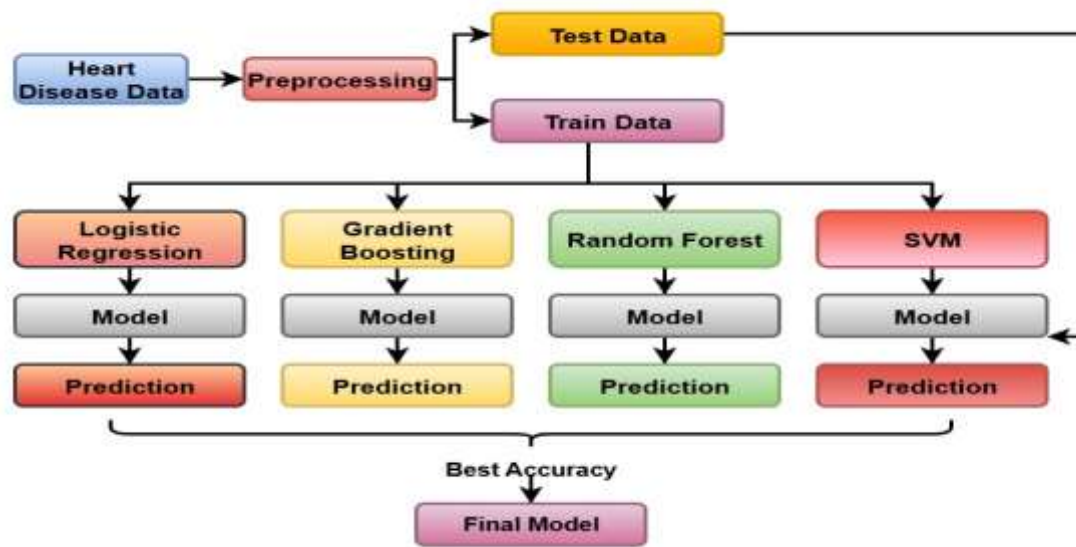 Test Data
Heart
Disease Data
Preprocessing
Train Data
Logistic
Regression
Gradient
Boosting
Random Forest
SVM
Model
Model
Model
Model
Prediction
Prediction
Prediction
Prediction
Best Accuracy
Final Model